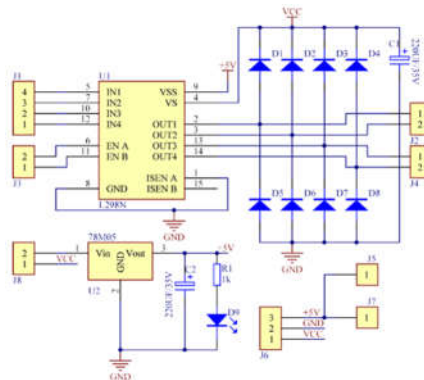 VCC
D1 D2 D3 D4
C1
220UF/35V
J1
4
3
2
1
U1
5 IN1 VSS 9 +5V
7 IN2 VS 4
10 IN3
12 IN4 OUT1 2
OUT2 3
6 EN A OUT3 13
11 EN B OUT4 14
ISEN A 1
8 GND ISEN B 15
L298N
2
1
J3
1
2
J2
1
2
J4
D5 D6 D7 D8
GND
GND
78M05
1 Vin Vout 3 +5V
GND
U2
2
2
1
J8
VCC
C2
220UF/35V
R1
1k
D9
GND
J5
1
J7
1
3 +5V
2 GND
1 VCC
J6